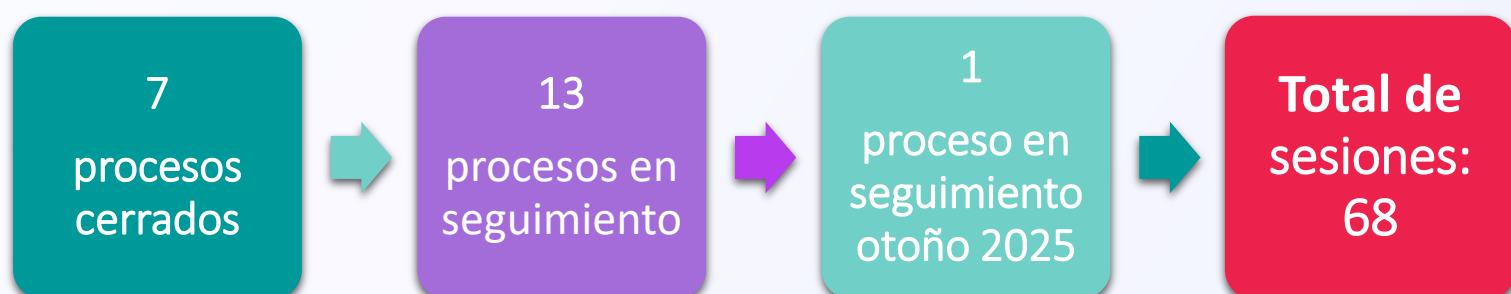 7
procesos
cerrados
13
procesos en
seguimiento
1
proceso en
seguimiento
otoño 2025
Total de
sesiones:
68